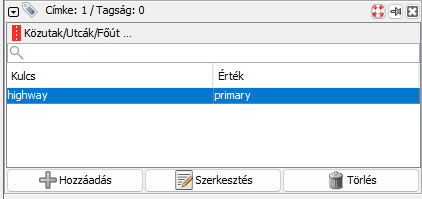 Címke: 1 / Tagság: 0
Közutak/Utcák/Főút ...
Kulcs Érték
highway primary
Hozzáadás Szerkesztés Törlés